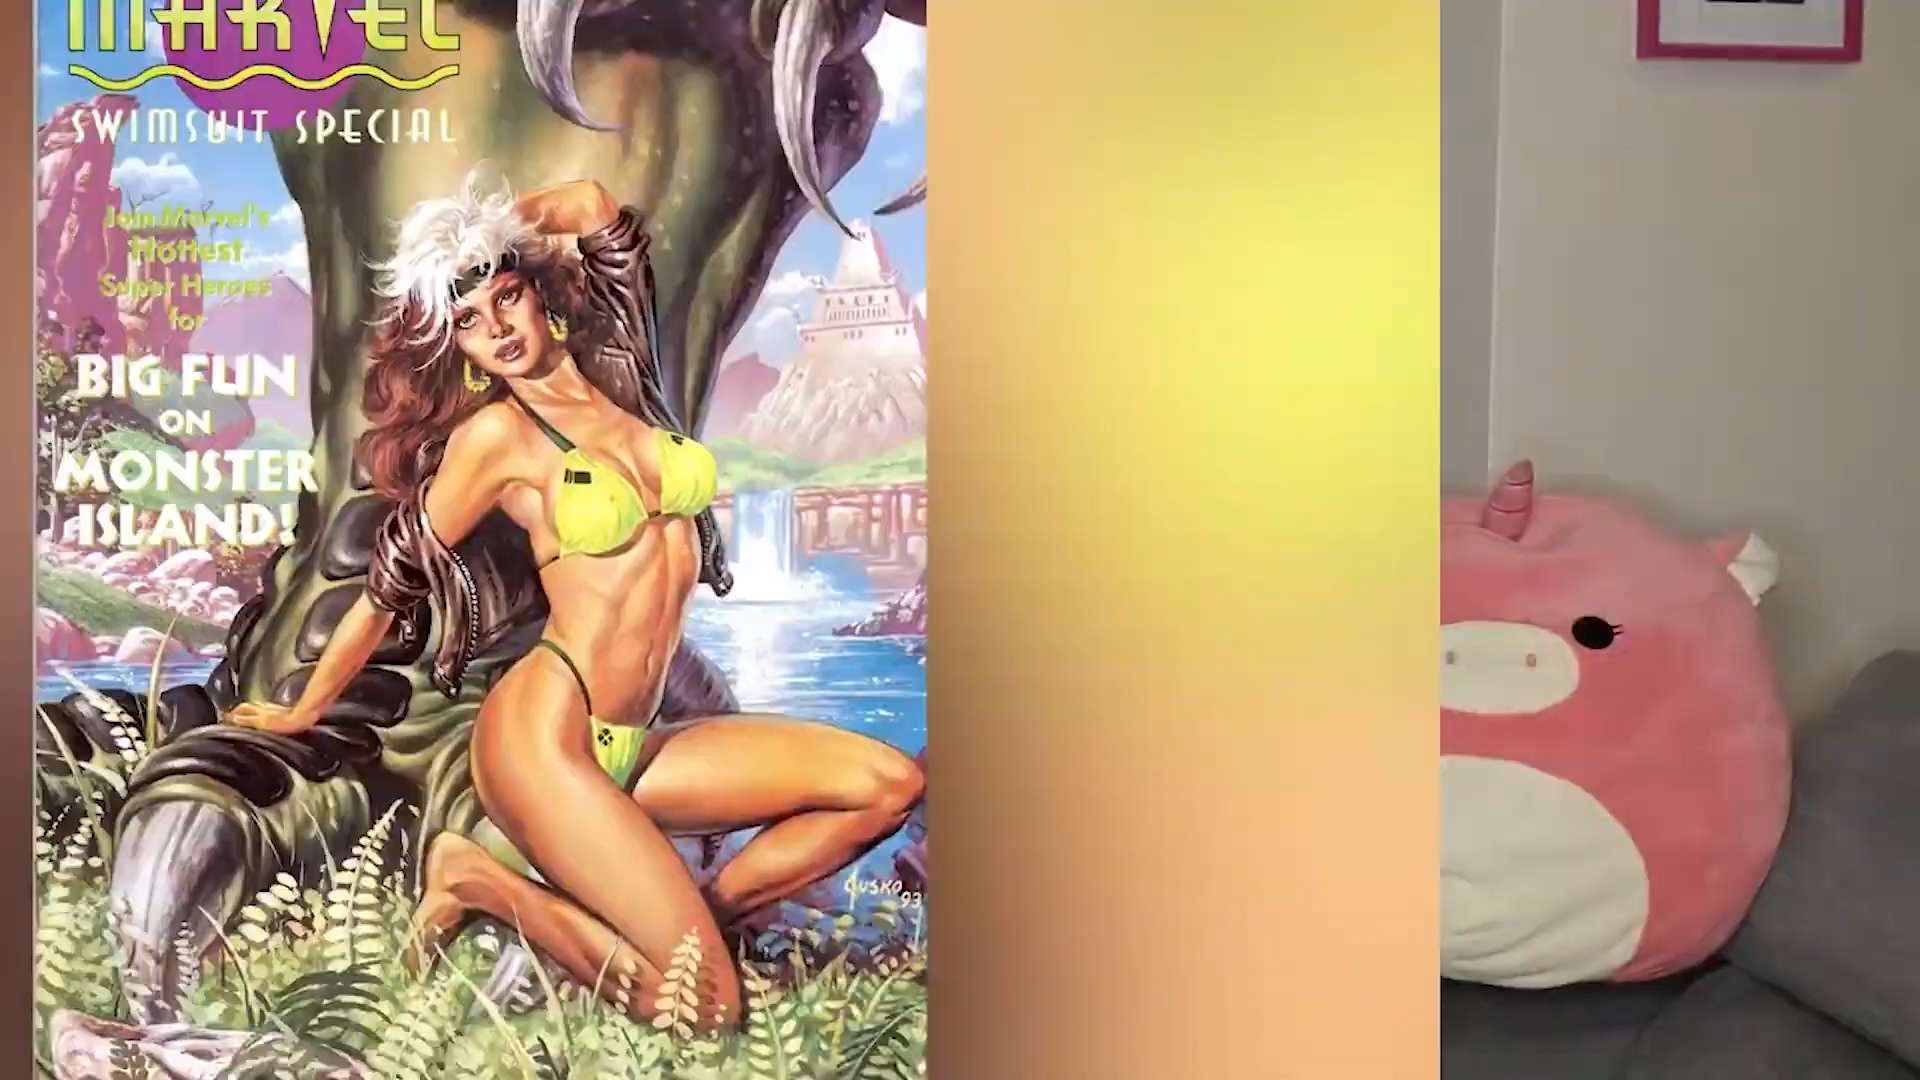 MARVEL
SWIMSUIT SPECIAL
Join Marvel's
Hottest
Super Heroes
for
BIG FUN
ON
MONSTER
ISLAND!
JUSKO
93